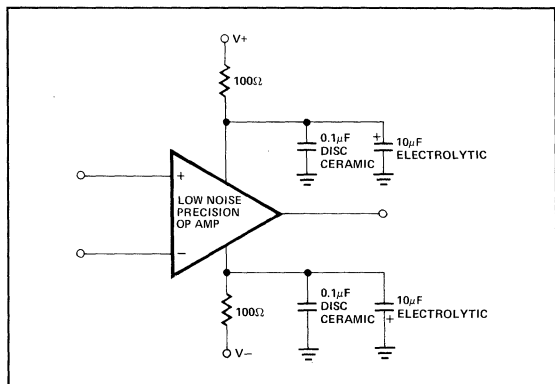 V+
100Ω
0.1μF
DISC
CERAMIC
+
10μF
ELECTROLYTIC
+
LOW NOISE
PRECISION
OP AMP
−
100Ω
0.1μF
DISC
CERAMIC
10μF
ELECTROLYTIC
+
V−